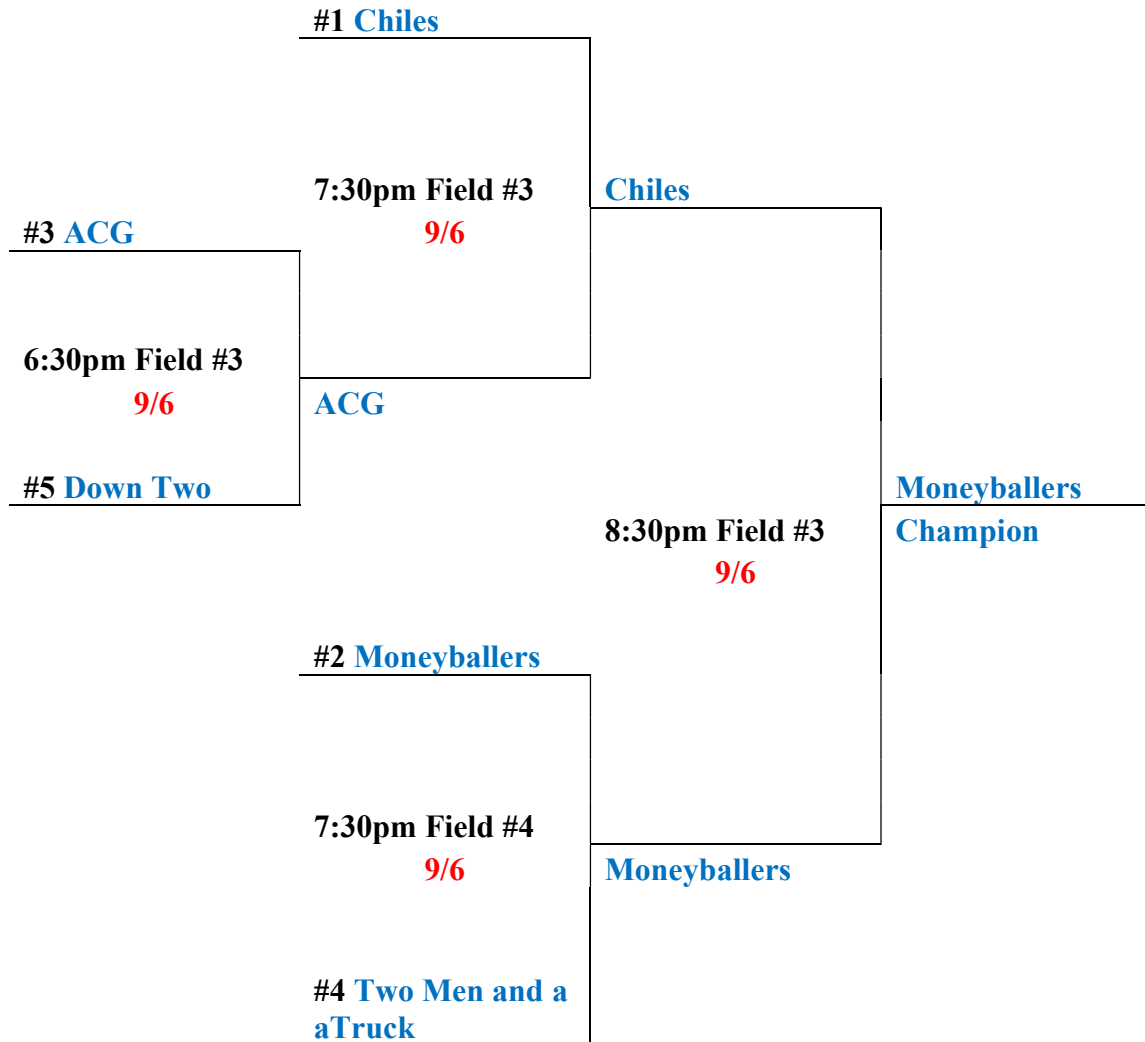 #1 Chiles
7:30pm Field #3
9/6
Chiles
#3 ACG
6:30pm Field #3
9/6
ACG
#5 Down Two
Moneyballers
Champion
8:30pm Field #3
9/6
#2 Moneyballers
7:30pm Field #4
9/6
Moneyballers
#4 Two Men and a
aTruck